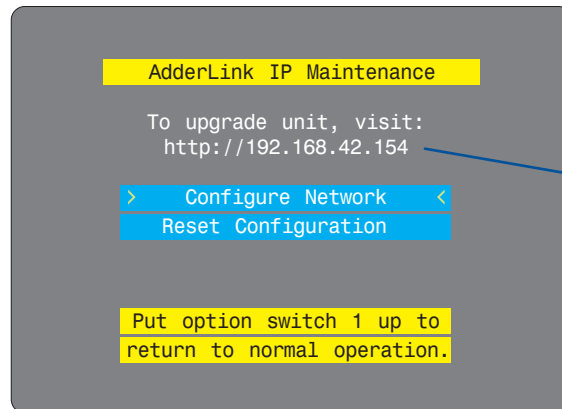 AdderLink IP Maintenance
To upgrade unit, visit:
http://192.168.42.154
> Configure Network <
Reset Configuration
Put option switch 1 up to
return to normal operation.